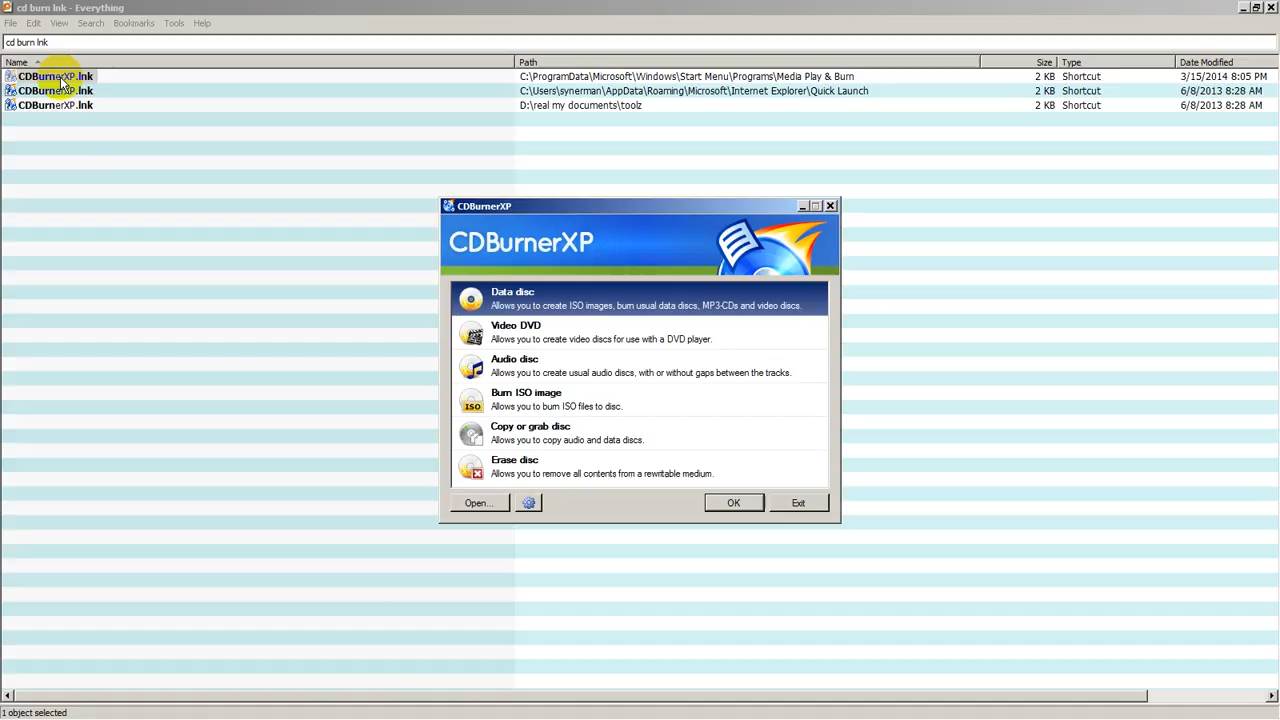 cd burn lnk - Everything
File Edit View Search Bookmarks Tools Help
cd burn lnk
Name Path Size Type Date Modified
CDBurnerXP.lnk C:\ProgramData\Microsoft\Windows\Start Menu\Programs\Media Play & Burn 2 KB Shortcut 3/15/2014 8:05 PM
CDBurnerXP.lnk C:\Users\synerman\AppData\Roaming\Microsoft\Internet Explorer\Quick Launch 2 KB Shortcut 6/8/2013 8:28 AM
CDBurnerXP.lnk D:\real my documents\toolz 2 KB Shortcut 6/8/2013 8:28 AM
CDBurnerXP
CDBurnerXP
Data disc
Allows you to create ISO images, burn usual data discs, MP3-CDs and video discs.
Video DVD
Allows you to create video discs for use with a DVD player.
Audio disc
Allows you to create usual audio discs, with or without gaps between the tracks.
ISO
Burn ISO image
Allows you to burn ISO files to disc.
Copy or grab disc
Allows you to copy audio and data discs.
Erase disc
Allows you to remove all contents from a rewritable medium.
Open... OK Exit
1 object selected